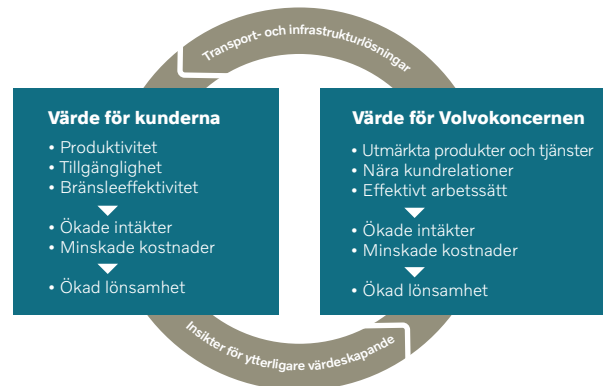 Transport- och infrastrukturlösningar
Värde för kunderna
• Produktivitet
• Tillgänglighet
• Bränsleeffektivitet
• Ökade intäkter
• Minskade kostnader
• Ökad lönsamhet
Värde för Volvokoncernen
• Utmärkta produkter och tjänster
• Nära kundrelationer
• Effektivt arbetssätt
• Ökade intäkter
• Minskade kostnader
• Ökad lönsamhet
Insikter för ytterligare värdeskapande